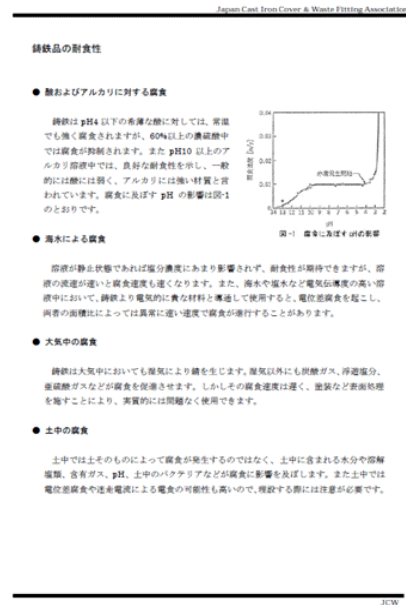 Japan Cast Iron Cover & Waste Fitting Association
鋳鉄品の耐食性
● 酸およびアルカリに対する腐食
鋳鉄は pH4 以下の希薄な酸に対しては、常温
でも強く腐食されますが、60%以上の濃硫酸中
では腐食が抑制されます。また pH10 以上のア
ルカリ溶液中では、良好な耐食性を示し、一般
的には酸には弱く、アルカリには強い材質と言
われています。腐食に及ぼす pH の影響は図-1
のとおりです。
0.04
0.02
0.01
0
水素発生開始
14 13 12 11 10 9 8 7 6 5 4 3 2
pH
図-1 腐食に及ぼす pHの影響
● 海水による腐食
溶液が静止状態であれば塩分濃度にあまり影響されず、耐食性が期待できますが、溶
液の流速が速いと腐食速度も速くなります。また、海水や塩水など電気伝導度の高い溶
液中において、鋳鉄より電気的に貴な材料と導通して使用すると、電位差腐食を起こし、
両者の面積比によっては異常に速い速度で腐食が進行することがあります。
● 大気中の腐食
鋳鉄は大気中においても湿気により錆を生じます。湿気以外にも炭酸ガス、浮遊塩分、
亜硫酸ガスなどが腐食を促進させます。しかしその腐食速度は遅く、塗装など表面処理
を施すことにより、実質的には問題なく使用できます。
● 土中の腐食
土中では土そのものによって腐食が発生するのではなく、土中に含まれる水分や溶解
塩類、含有ガス、pH、土中のバクテリアなどが腐食に影響を及ぼします。また土中では
電位差腐食や迷走電流による電食の可能性も高いので、埋設する際には注意が必要です。
JCW